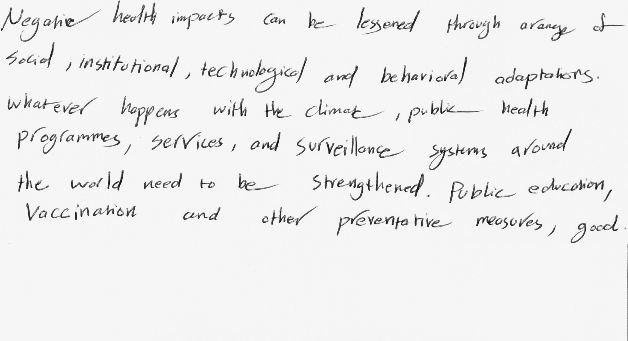 Negative health impacts can be lessened through arange of
social, institutional, technological and behavioral adaptations.
Whatever happens with the climat, public health
programmes, services, and surveillance systems around
the world need to be strengthened. Public education,
Vaccination and other preventative measures, good.